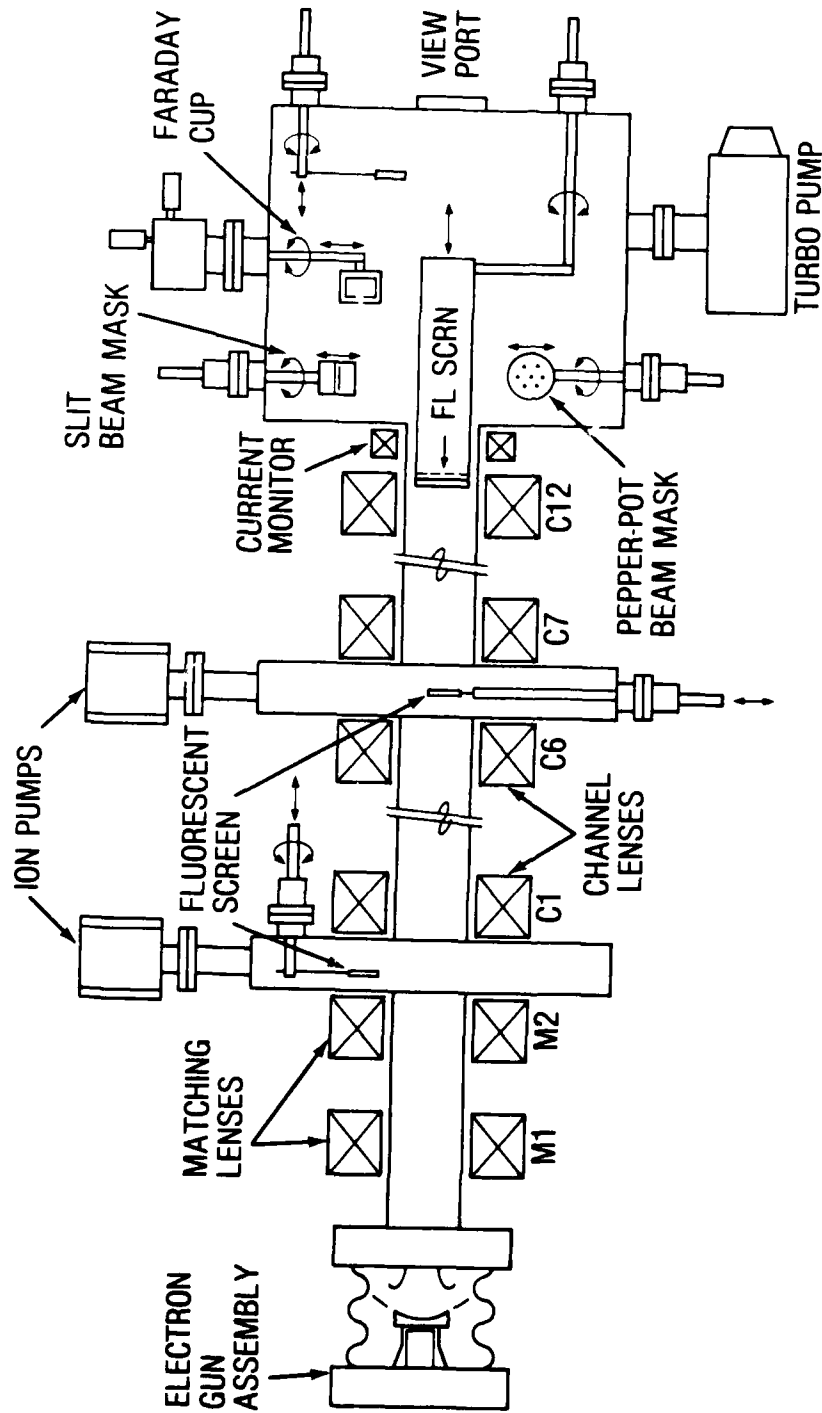 ELECTRON
GUN
ASSEMBLY
MATCHING
LENSES
ION PUMPS
FLUORESCENT
SCREEN
CURRENT
MONITOR
SLIT
BEAM MASK
FARADAY
CUP
VIEW
PORT
FL SCRN
M1
M2
C1
C6
C7
C12
CHANNEL
LENSES
PEPPER-POT
BEAM MASK
TURBO PUMP